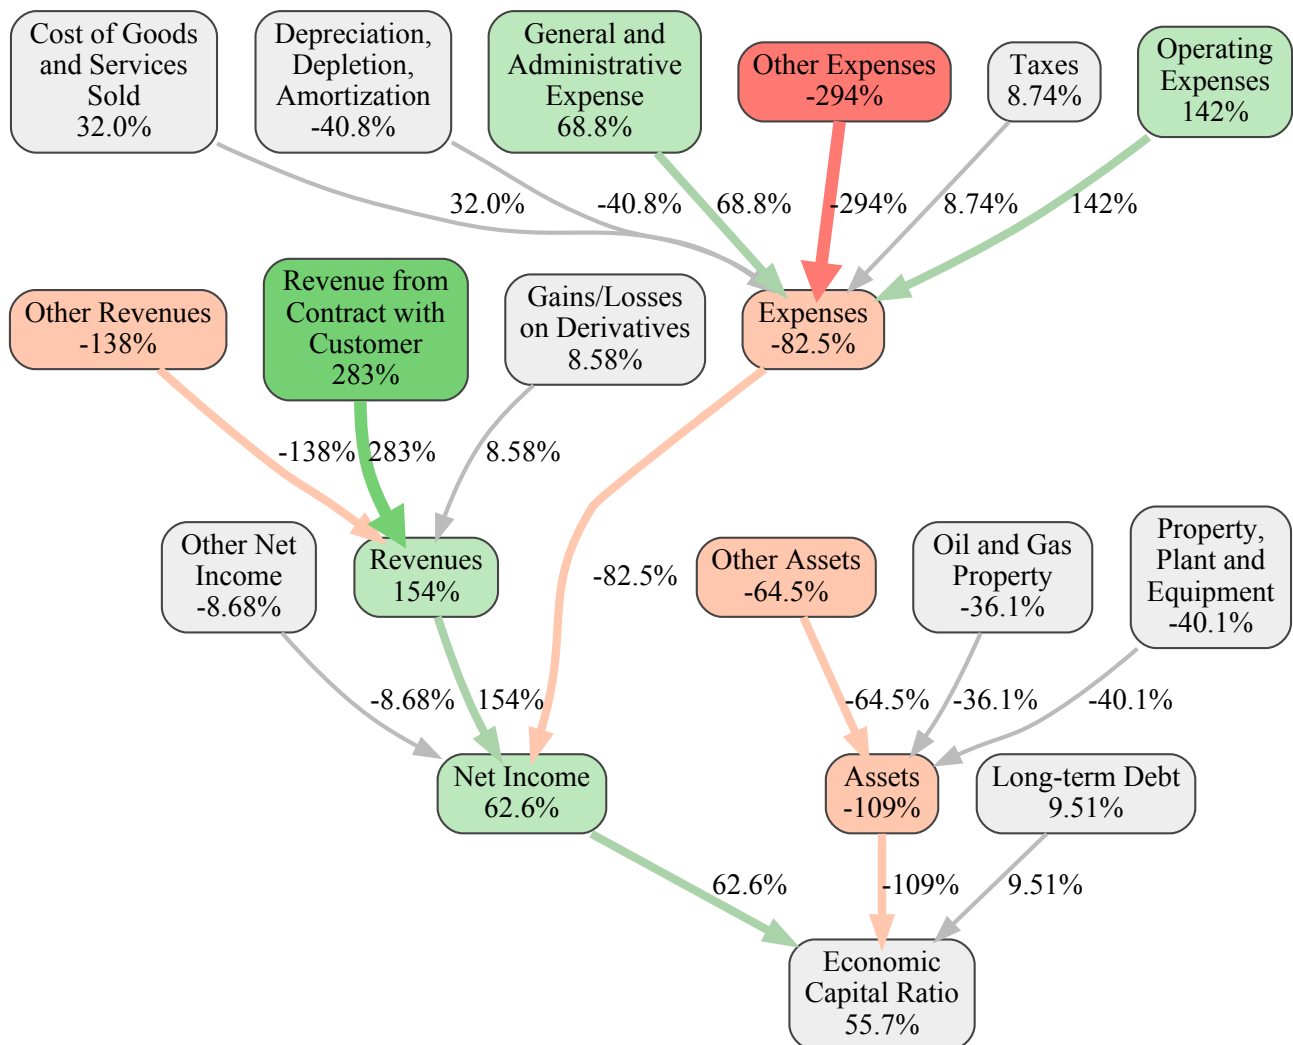 Cost of Goods
and Services
Sold
32.0%
Depreciation,
Depletion,
Amortization
-40.8%
General and
Administrative
Expense
68.8%
Other Expenses
-294%
Taxes
8.74%
Operating
Expenses
142%
32.0%
-40.8%
68.8%
-294%
8.74%
142%
Other Revenues
-138%
Revenue from
Contract with
Customer
283%
Gains/Losses
on Derivatives
8.58%
Expenses
-82.5%
-138%
283%
8.58%
-82.5%
Other Net
Income
-8.68%
Revenues
154%
Other Assets
-64.5%
Oil and Gas
Property
-36.1%
Property,
Plant and
Equipment
-40.1%
-8.68%
154%
-64.5%
-36.1%
-40.1%
Net Income
62.6%
Assets
-109%
Long-term Debt
9.51%
62.6%
-109%
9.51%
Economic
Capital Ratio
55.7%